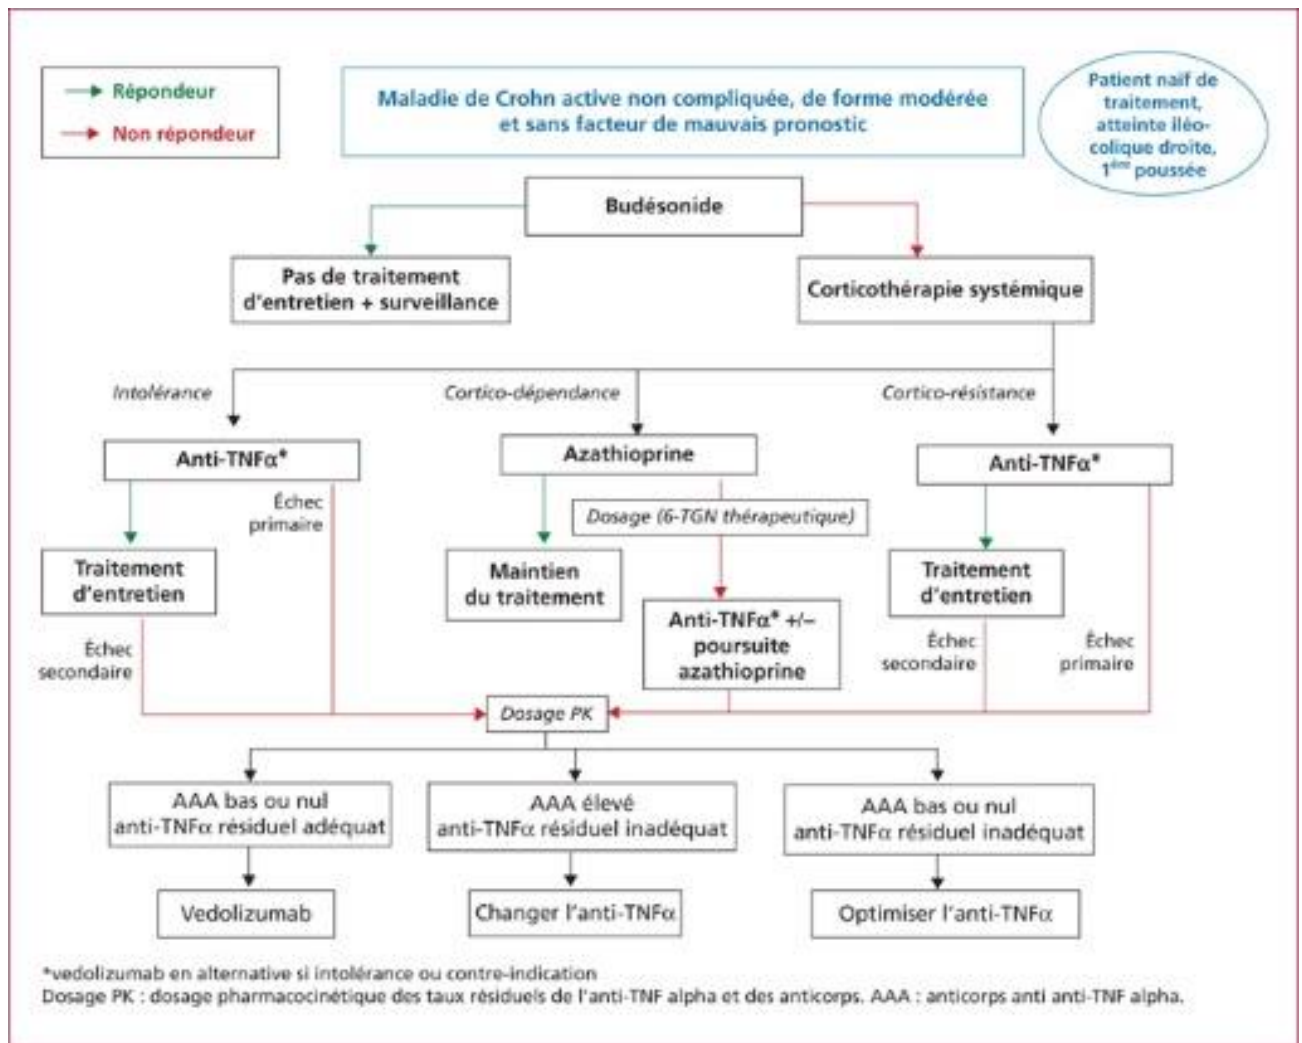 Répondeur
Non répondeur
Maladie de Crohn active non compliquée, de forme modérée
et sans facteur de mauvais pronostic
Patient naïf de
traitement,
atteinte iléo-
colique droite,
1ère poussée
Budésonide
Pas de traitement
d'entretien + surveillance
Corticothérapie systémique
Intolérance
Cortico-dépendance
Cortico-résistance
Anti-TNFα*
Azathioprine
Anti-TNFα*
Échec
primaire
Dosage (6-TGN thérapeutique)
Traitement
d'entretien
Maintien
du traitement
Traitement
d'entretien
Anti-TNFα* +/–
poursuite
azathioprine
Échec
secondaire
Échec
secondaire
Échec
primaire
Dosage PK
AAA bas ou nul
anti-TNFα résiduel adéquat
AAA élevé
anti-TNFα résiduel inadéquat
AAA bas ou nul
anti-TNFα résiduel inadéquat
Vedolizumab
Changer l'anti-TNFα
Optimiser l'anti-TNFα
*vedolizumab en alternative si intolérance ou contre-indication
Dosage PK : dosage pharmacocinétique des taux résiduels de l'anti-TNF alpha et des anticorps. AAA : anticorps anti anti-TNF alpha.